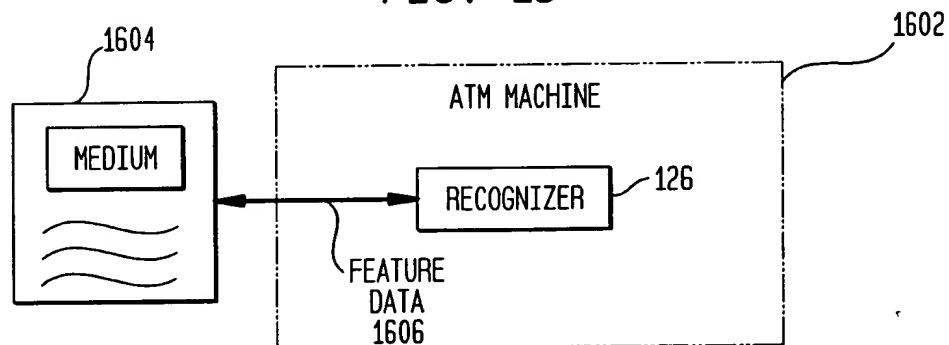 1604
1602
ATM MACHINE
MEDIUM
RECOGNIZER
126
FEATURE
DATA
1606